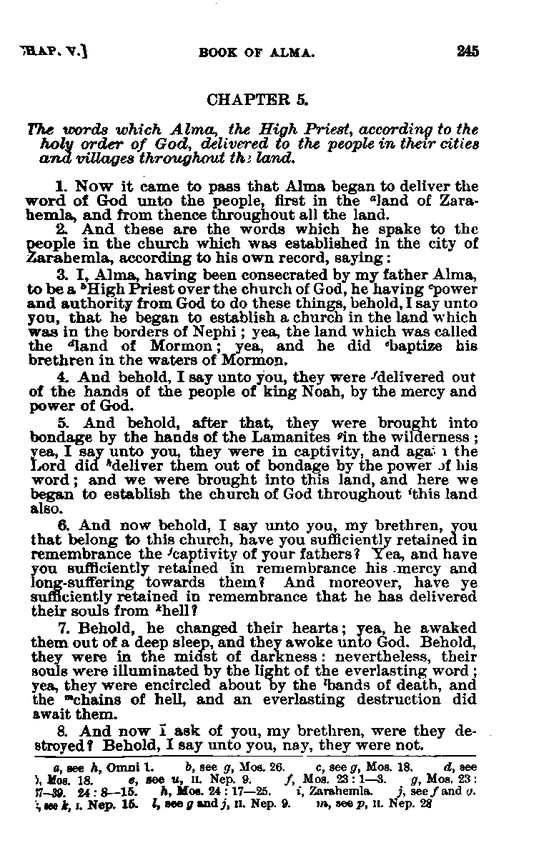 CHAP. V.] BOOK OF ALMA. 245
CHAPTER 5.
The words which Alma, the High Priest, according to the
holy order of God, delivered to the people in their cities
and villages throughout the land.
1. Now it came to pass that Alma began to deliver the
word of God unto the people, first in the ᵃland of Zara-
hemla, and from thence throughout all the land.
2. And these are the words which he spake to the
people in the church which was established in the city of
Zarahemla, according to his own record, saying:
3. I, Alma, having been consecrated by my father Alma,
to be a ᵇHigh Priest over the church of God, he having ᶜpower
and authority from God to do these things, behold, I say unto
you, that he began to establish a church in the land which
was in the borders of Nephi; yea, the land which was called
the ᵈland of Mormon; yea, and he did ᵉbaptize his
brethren in the waters of Mormon.
4. And behold, I say unto you, they were ᶠdelivered out
of the hands of the people of king Noah, by the mercy and
power of God.
5. And behold, after that, they were brought into
bondage by the hands of the Lamanites ᵍin the wilderness;
yea, I say unto you, they were in captivity, and again the
Lord did ʰdeliver them out of bondage by the power of his
word; and we were brought into this land, and here we
began to establish the church of God throughout ⁱthis land
also.
6. And now behold, I say unto you, my brethren, you
that belong to this church, have you sufficiently retained in
remembrance the ʲcaptivity of your fathers? Yea, and have
you sufficiently retained in remembrance his mercy and
long-suffering towards them? And moreover, have ye
sufficiently retained in remembrance that he has delivered
their souls from ᵏhell?
7. Behold, he changed their hearts; yea, he awaked
them out of a deep sleep, and they awoke unto God. Behold,
they were in the midst of darkness: nevertheless, their
souls were illuminated by the light of the everlasting word;
yea, they were encircled about by the ˡbands of death, and
the ᵐchains of hell, and an everlasting destruction did
await them.
8. And now I ask of you, my brethren, were they de-
stroyed? Behold, I say unto you, nay, they were not.
a, see h, Omni 1. b, see g, Mos. 26. c, see g, Mos. 18. d, see
Mos. 18. e, see u, II. Nep. 9. f, Mos. 23:1—3. g, Mos. 23:
37—39. 24:8—15. h, Mos. 24:17—25. i, Zarahemla. j, see f and g.
k, see k, I. Nep. 15. l, see g and j, II. Nep. 9. m, see p, II. Nep. 28